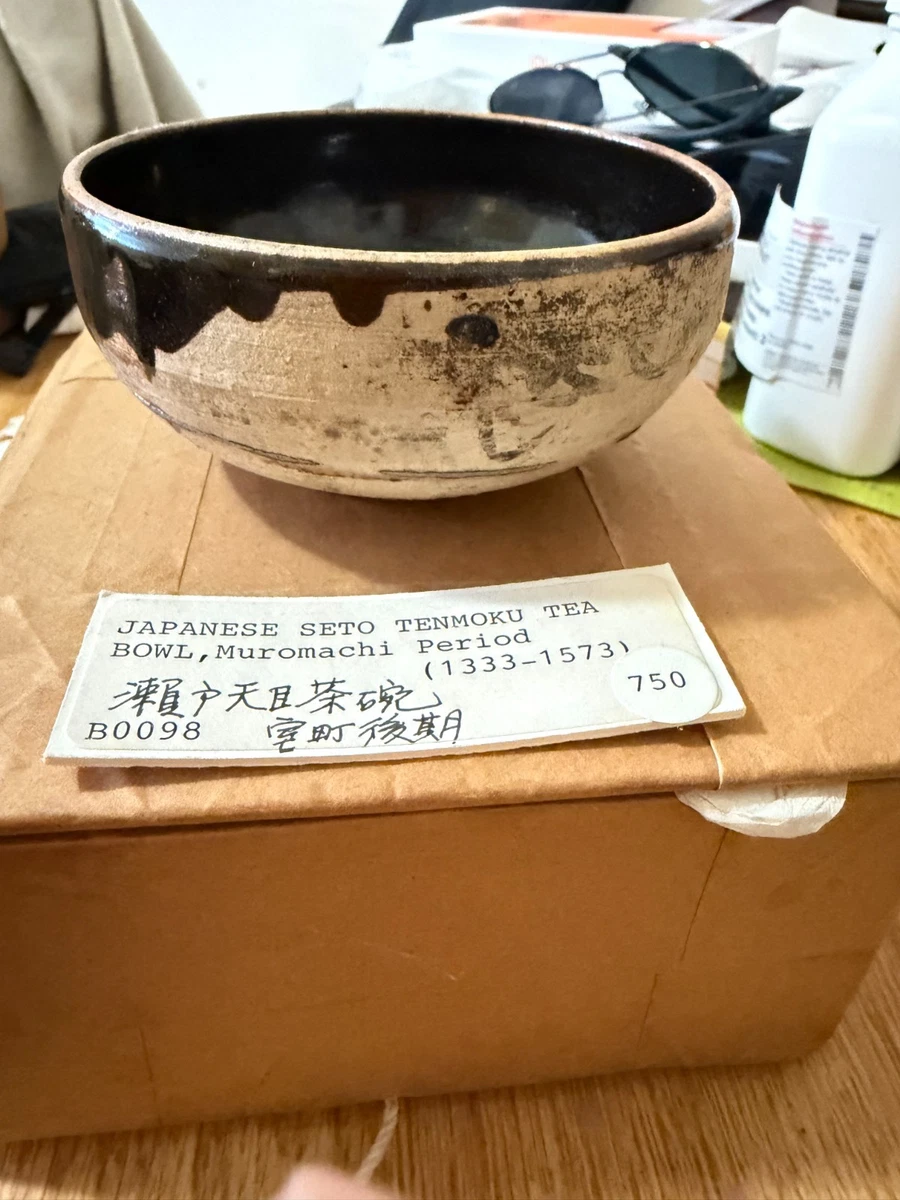 JAPANESE SETO TENMOKU TEA
BOWL,Muromachi Period
(1333-1573)
瀬戸天目茶碗
750
B0098
室町後期